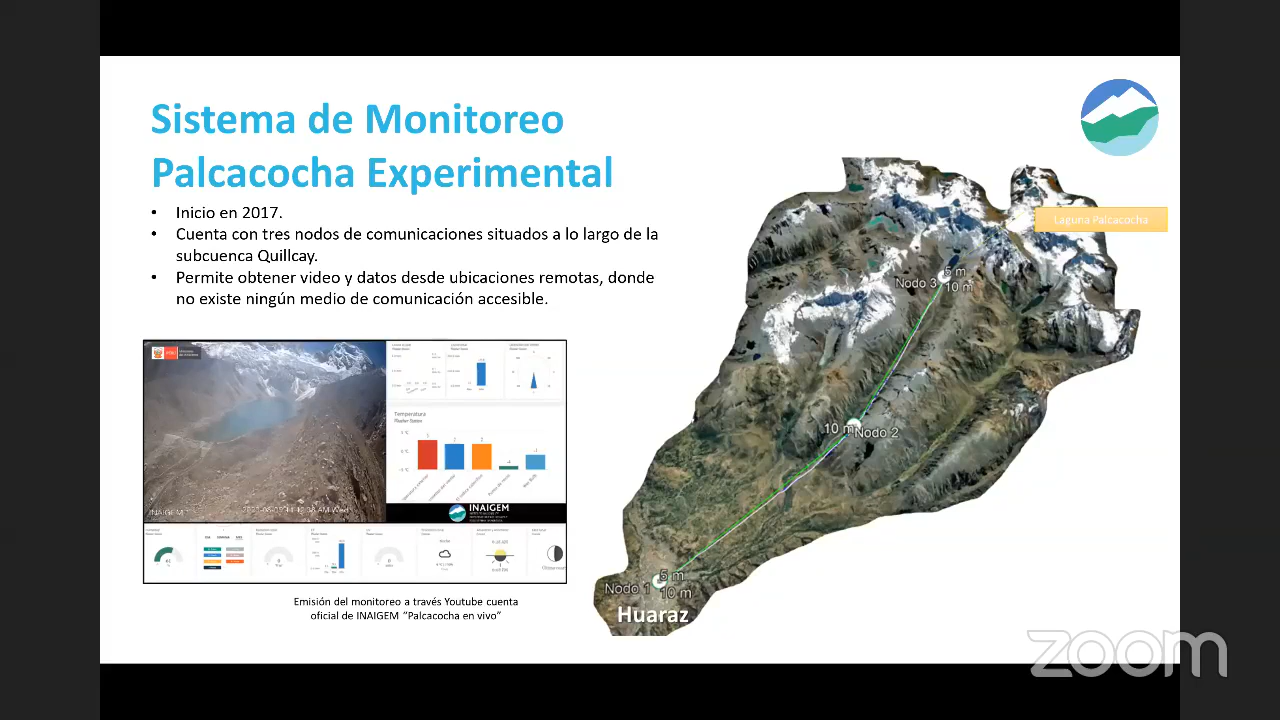 Sistema de Monitoreo
Palcacocha Experimental
• Inicio en 2017.
• Cuenta con tres nodos de comunicaciones situados a lo largo de la
subcuenca Quillcay.
• Permite obtener video y datos desde ubicaciones remotas, donde
no existe ningún medio de comunicación accesible.
Laguna Palcacocha
5 m
Nodo 3
10 m
10 m
Nodo 2
5 m
Nodo 1
10 m
Huaraz
PERÚ
Temperatura
INAIGEM
INAIGEM
Emisión del monitoreo a través Youtube cuenta
oficial de INAIGEM “Palcacocha en vivo”
zoom